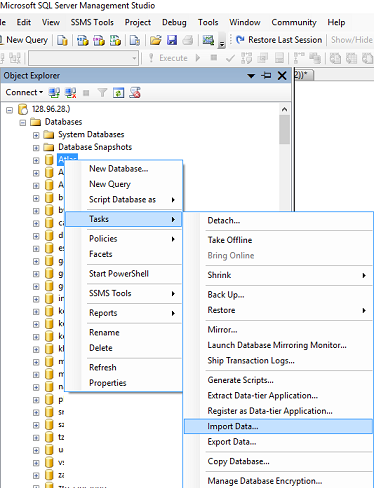 Microsoft SQL Server Management Studio
File Edit View SSMS Tools Project Debug Tools Window Community Help
New Query Restore Last Session Show/Hide
Execute
Object Explorer
2))*
Connect
128.96.28.)
Databases
System Databases
Database Snapshots
Atlas
New Database...
New Query
Script Database as
Tasks
Policies
Facets
Start PowerShell
SSMS Tools
Reports
Rename
Delete
Refresh
Properties
Detach...
Take Offline
Bring Online
Shrink
Back Up...
Restore
Mirror...
Launch Database Mirroring Monitor...
Ship Transaction Logs...
Generate Scripts...
Extract Data-tier Application...
Register as Data-tier Application...
Import Data...
Export Data...
Copy Database...
Manage Database Encryption...